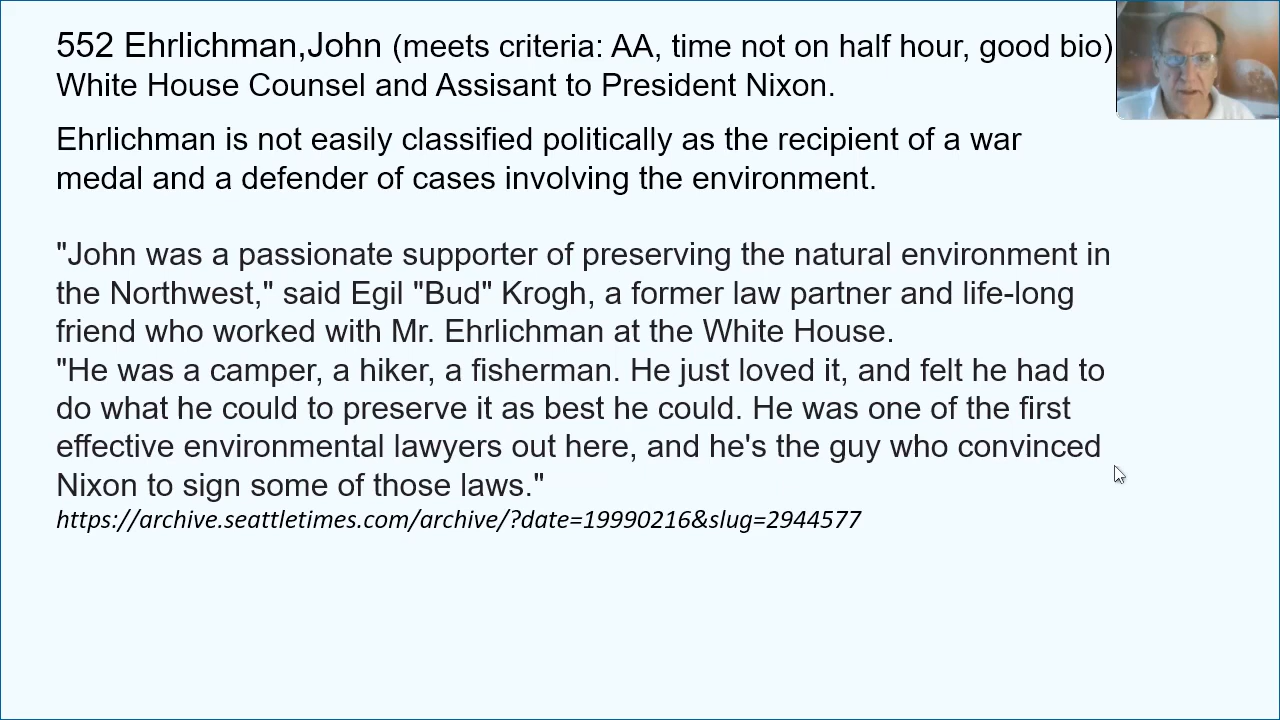 552 Ehrlichman,John (meets criteria: AA, time not on half hour, good bio)
White House Counsel and Assisant to President Nixon.
Ehrlichman is not easily classified politically as the recipient of a war
medal and a defender of cases involving the environment.
"John was a passionate supporter of preserving the natural environment in
the Northwest," said Egil "Bud" Krogh, a former law partner and life-long
friend who worked with Mr. Ehrlichman at the White House.
"He was a camper, a hiker, a fisherman. He just loved it, and felt he had to
do what he could to preserve it as best he could. He was one of the first
effective environmental lawyers out here, and he's the guy who convinced
Nixon to sign some of those laws."
https://archive.seattletimes.com/archive/?date=19990216&slug=2944577